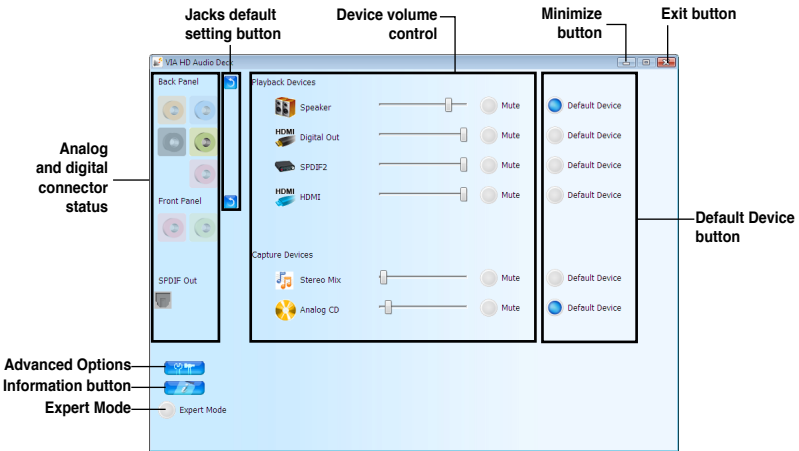 Jacks default
setting button
Device volume
control
Minimize
button
Exit button
VIA HD Audio Deck
Back Panel
Playback Devices
Speaker
Mute
Default Device
HDMI
Digital Out
Mute
Default Device
SPDIF2
Mute
Default Device
HDMI
HDMI
Mute
Default Device
Analog
and digital
connector
status
Front Panel
Default Device
button
Capture Devices
SPDIF Out
Stereo Mix
Mute
Default Device
Analog CD
Mute
Default Device
Advanced Options
Information button
Expert Mode
Expert Mode